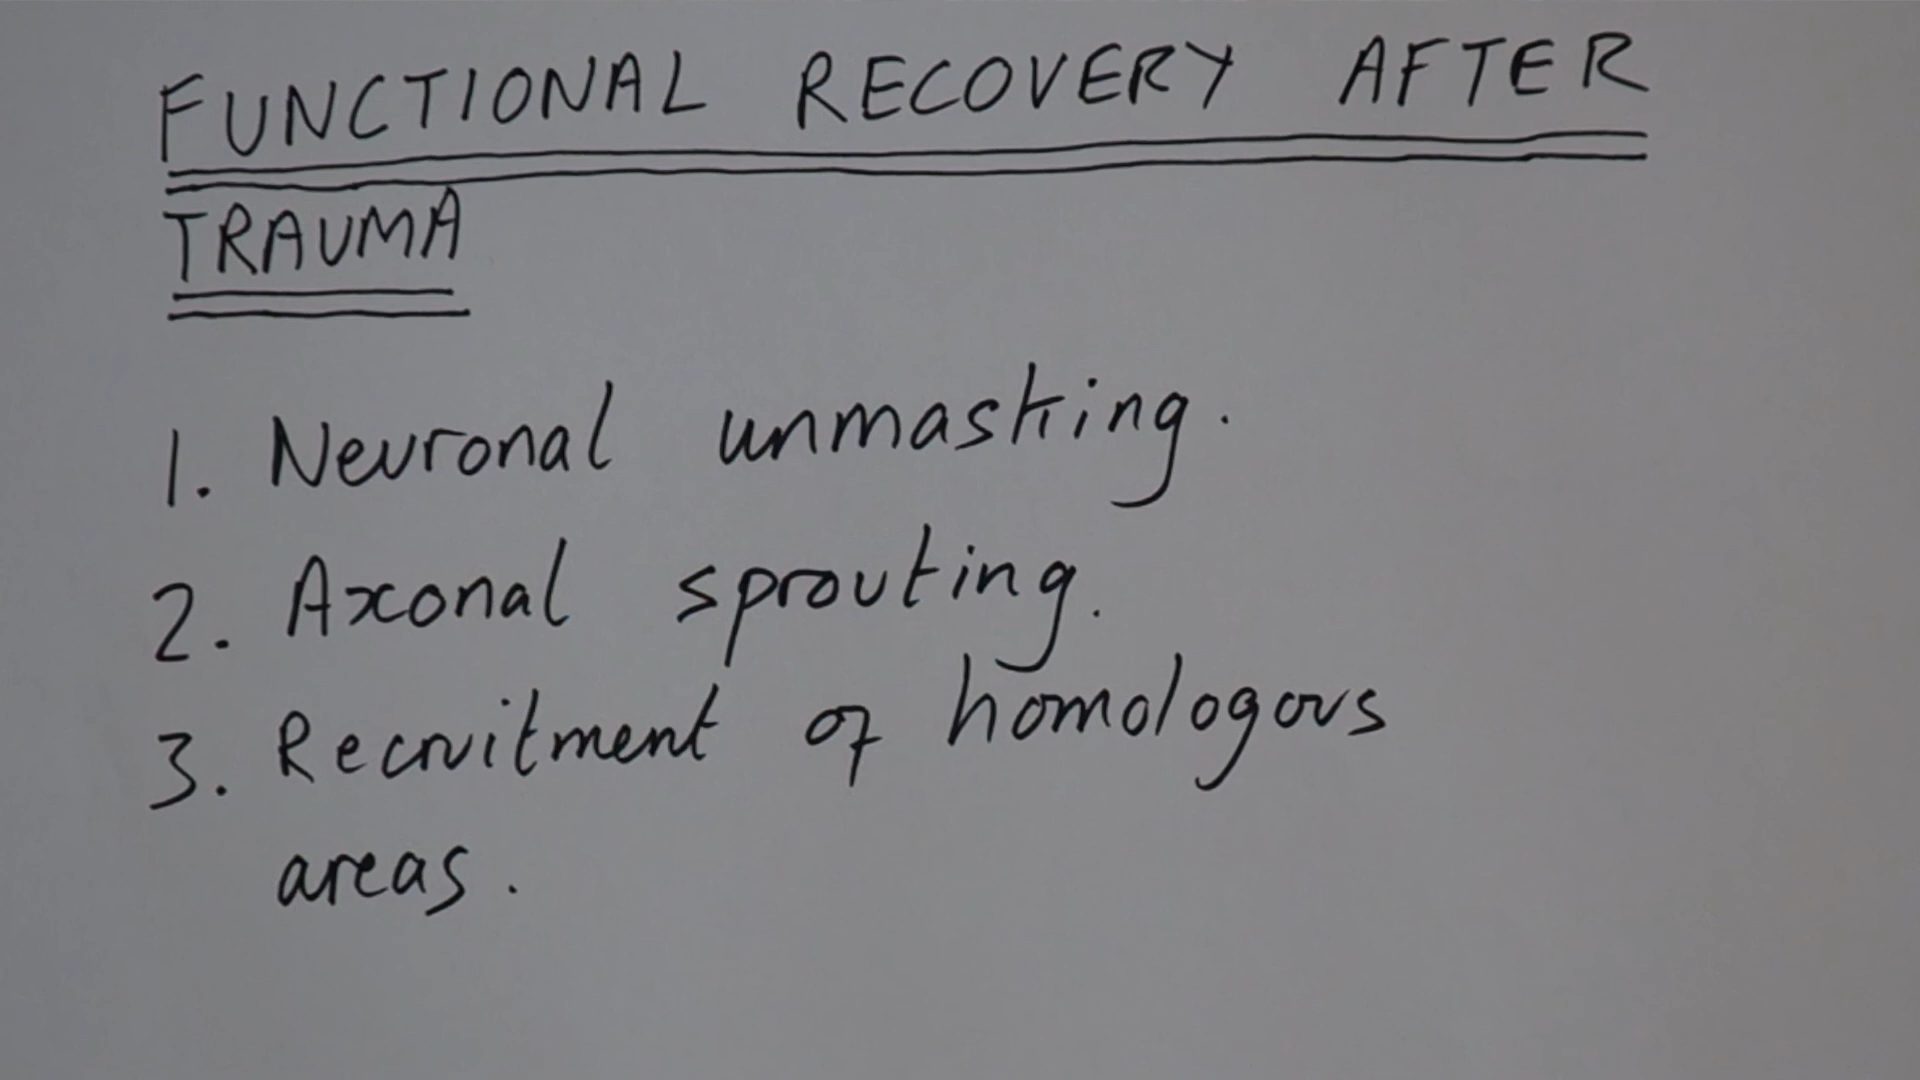 FUNCTIONAL RECOVERY AFTER
TRAUMA
1. Neuronal unmasking.
2. Axonal sprouting.
3. Recruitment of homologous
areas.